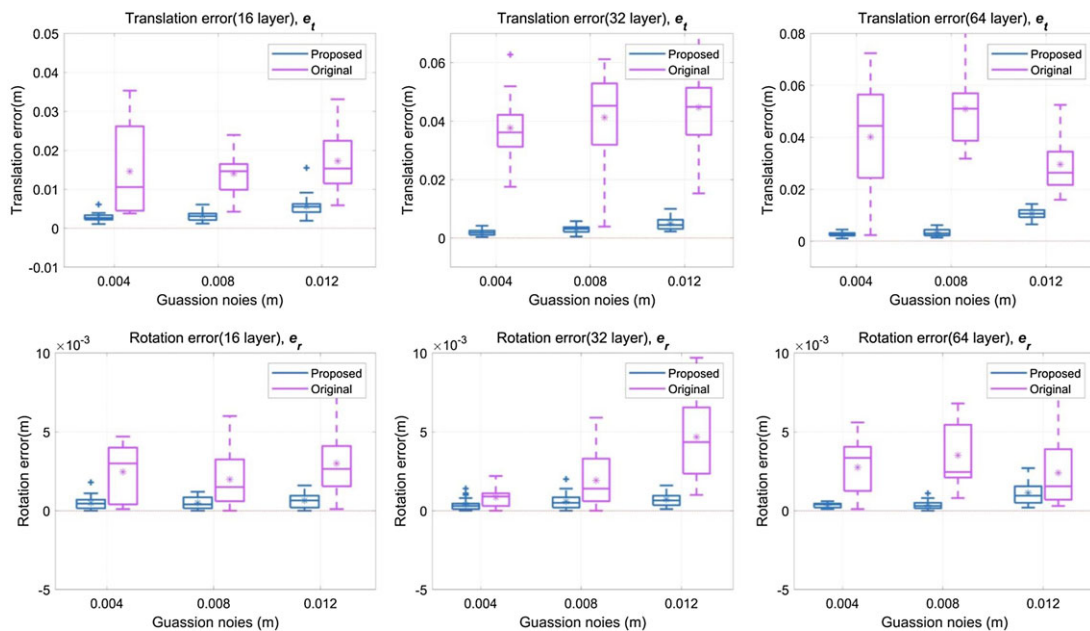 Translation error(16 layer), e_t
Translation error(m)
0.05
0.04
0.03
0.02
0.01
0
-0.01
Proposed
Original
0.004
0.008
0.012
Guassion noies (m)
Translation error(32 layer), e_t
Translation error(m)
0.06
0.04
0.02
0
Proposed
Original
0.004
0.008
0.012
Guassion noies (m)
Translation error(64 layer), e_t
Translation error(m)
0.08
0.06
0.04
0.02
0
Proposed
Original
0.004
0.008
0.012
Guassion noies (m)
Rotation error(16 layer), e_r
×10^-3
Rotation error(m)
10
5
0
-5
Proposed
Original
0.004
0.008
0.012
Guassion noies (m)
Rotation error(32 layer), e_r
×10^-3
Rotation error(m)
10
5
0
-5
Proposed
Original
0.004
0.008
0.012
Guassion noies (m)
Rotation error(64 layer), e_r
×10^-3
Rotation error(m)
10
5
0
-5
Proposed
Original
0.004
0.008
0.012
Guassion noies (m)